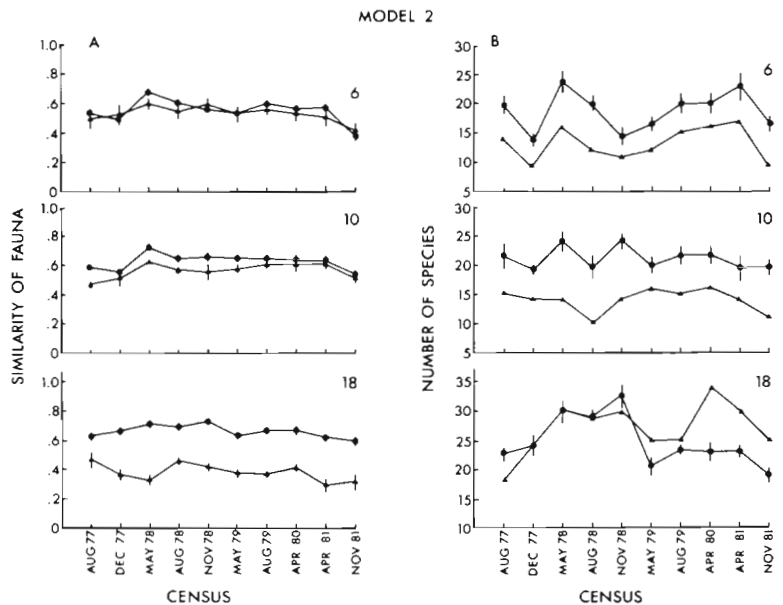 MODEL 2
A
6
1.0
.8
.6
.4
.2
0
10
1.0
.8
.6
.4
.2
0
18
1.0
.8
.6
.4
.2
0
SIMILARITY OF FAUNA
AUG 77
DEC 77
MAY 78
AUG 78
NOV 78
MAY 79
AUG 79
APR 80
APR 81
NOV 81
CENSUS
B
6
30
25
20
15
10
5
10
30
25
20
15
10
5
18
35
30
25
20
15
10
NUMBER OF SPECIES
AUG 77
DEC 77
MAY 78
AUG 78
NOV 78
MAY 79
AUG 79
APR 80
APR 81
NOV 81
CENSUS